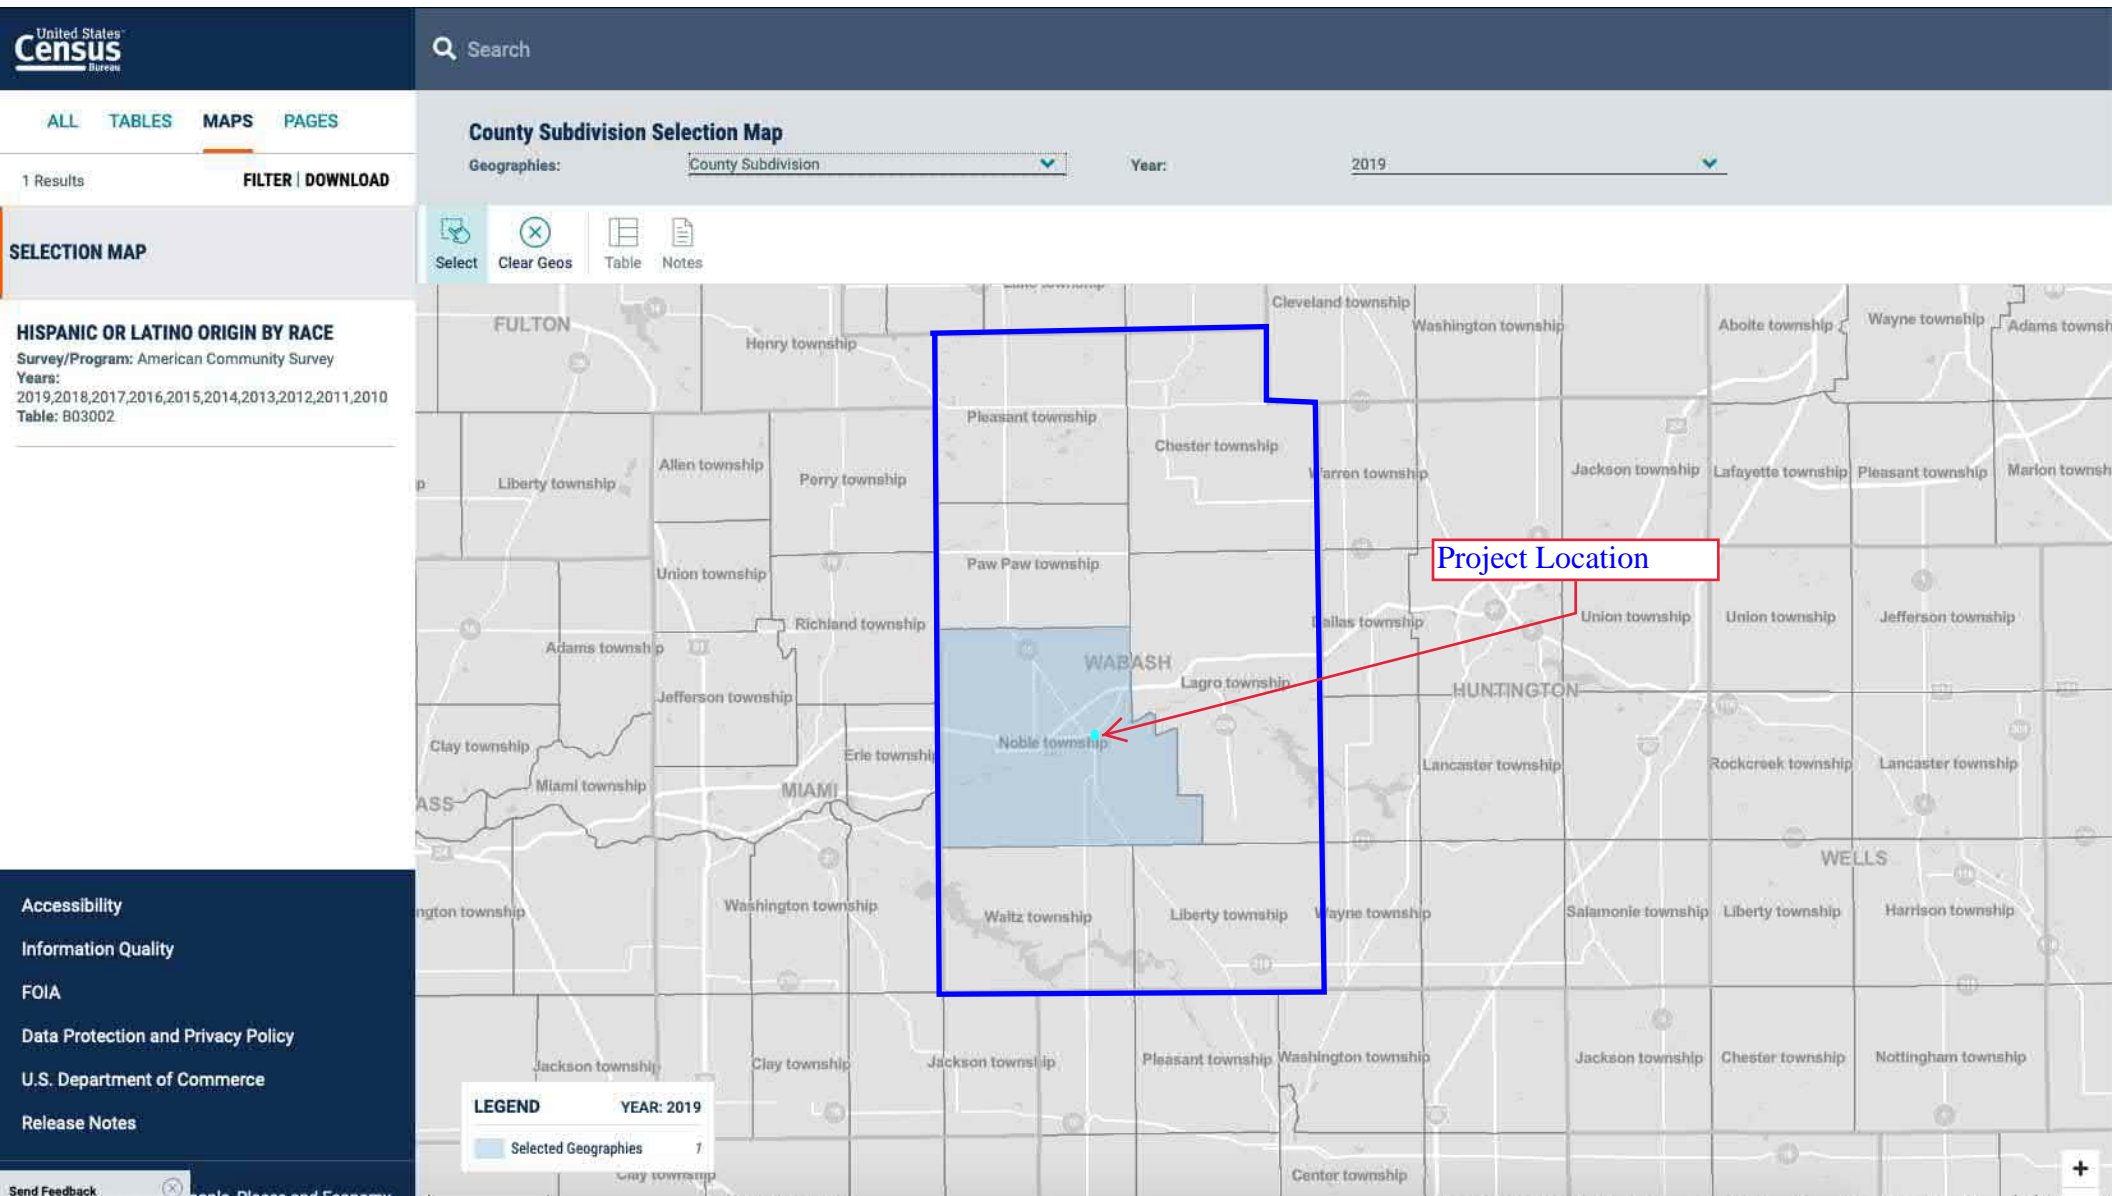 United States
Census
Bureau
Search
ALL TABLES MAPS PAGES
1 Results FILTER | DOWNLOAD
SELECTION MAP
HISPANIC OR LATINO ORIGIN BY RACE
Survey/Program: American Community Survey
Years:
2019,2018,2017,2016,2015,2014,2013,2012,2011,2010
Table: B03002
Accessibility
Information Quality
FOIA
Data Protection and Privacy Policy
U.S. Department of Commerce
Release Notes
Send Feedback
County Subdivision Selection Map
Geographies: County Subdivision Year: 2019
Select Clear Geos Table Notes
Cleveland township
FULTON Washington township Aboite township Wayne township Adams townsh
Henry township
Pleasant township
Chester township
Allen township Warren township Jackson township Lafayette township Pleasant township Marion townsh
p Liberty township Perry township
Project Location
Union township Paw Paw township
Richland township Dallas township Union township Union township Jefferson township
Adams township WABASH
Lagro township
Jefferson township HUNTINGTON
Clay township Erie township Noble township
Lancaster township Rockcreek township Lancaster township
Miami township MIAMI
ASS
WELLS
ngton township Washington township Waltz township Liberty township Wayne township Salamonie township Liberty township Harrison township
Jackson township Clay township Jackson township Pleasant township Washington township Jackson township Chester township Nottingham township
LEGEND YEAR: 2019
Selected Geographies 1
Clay township
Center township
+